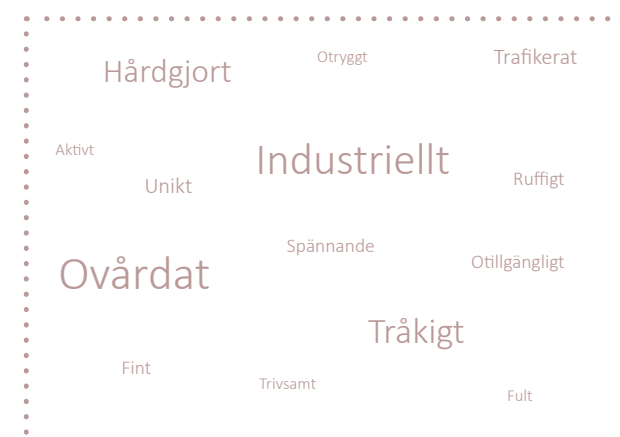 Otryggt
Trafikerat
Hårdgjort
Aktivt
Industriellt
Ruffigt
Unikt
Spännande
Otillgängligt
Ovårdat
Tråkigt
Fint
Trivsamt
Fult